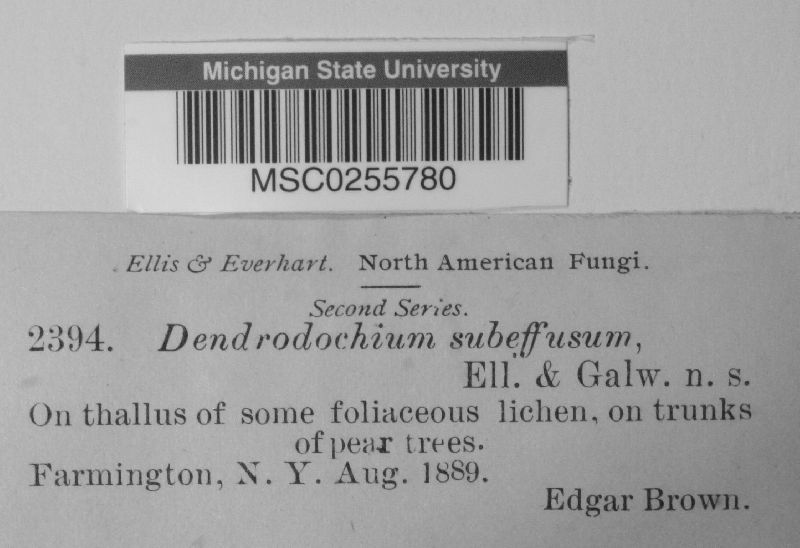 Michigan State University
MSC0255780
Ellis & Everhart. North American Fungi.
Second Series.
2394. Dendrodochium subeffusum,
Ell. & Galw. n. s.
On thallus of some foliaceous lichen, on trunks
of pear trees.
Farmington, N. Y. Aug. 1889.
Edgar Brown.